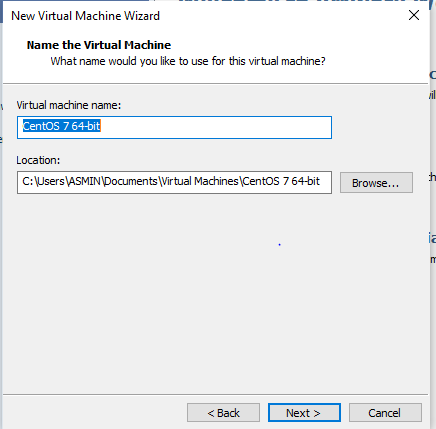 New Virtual Machine Wizard
Name the Virtual Machine
What name would you like to use for this virtual machine?
Virtual machine name:
CentOS 7 64-bit
Location:
C:\Users\ASMIN\Documents\Virtual Machines\CentOS 7 64-bit
Browse...
< Back
Next >
Cancel